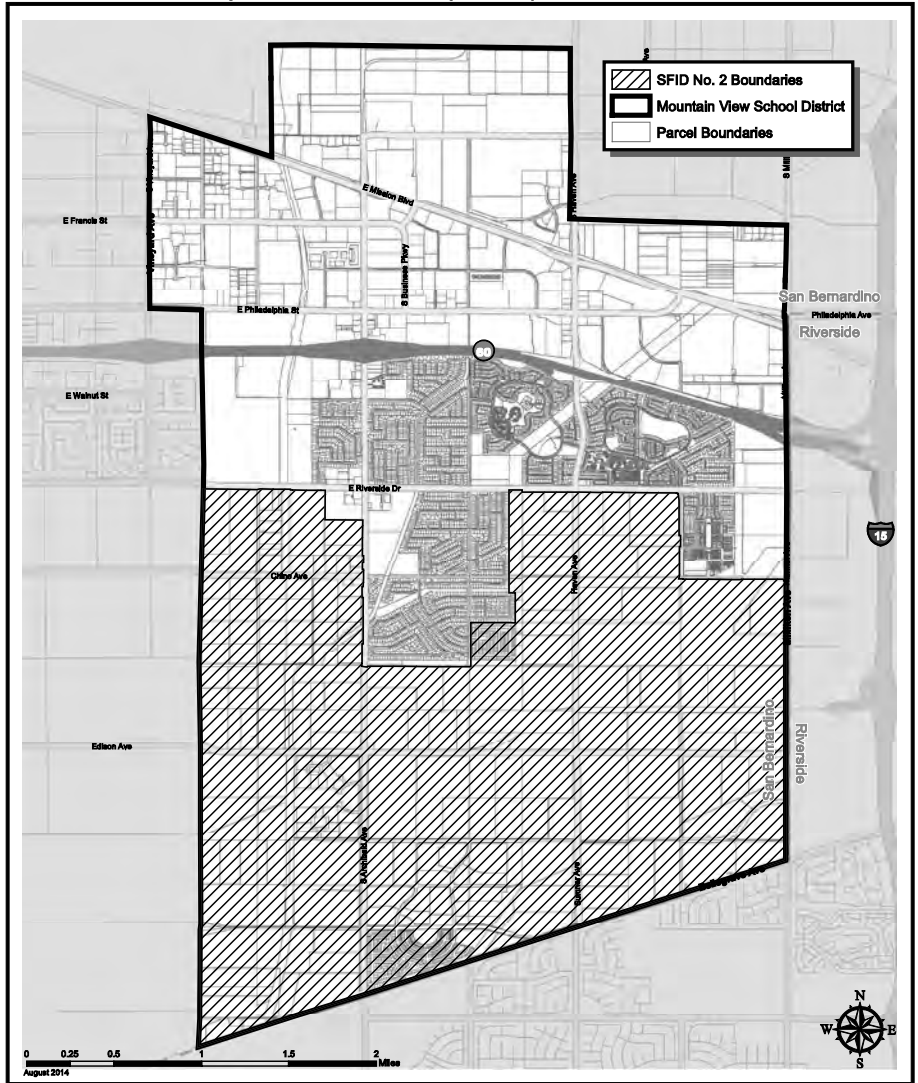 SFID No. 2 Boundaries
Mountain View School District
Parcel Boundaries
E Mission Blvd
E Francis St
S Business Pkwy
San Bernardino
E Philadelphia St
Philadelphia Ave
Riverside
60
E Walnut St
E Riverside Dr
15
Chino Ave
Haven Ave
Edison Ave
San Bernardino
Riverside
S Archibald Ave
Sumner Ave
N
W
E
S
0 0.25 0.5 1 1.5 2
Miles
August 2014